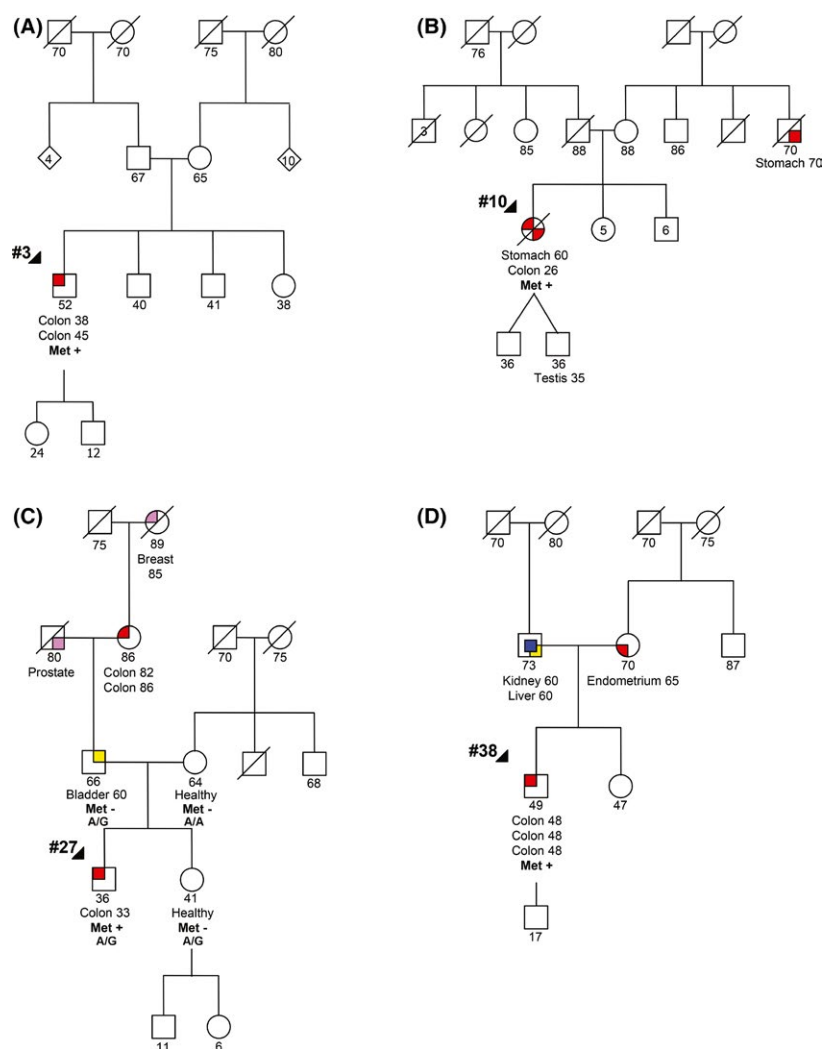 (A)
70
70
75
80
4
67
65
10
#3
52
40
41
38
Colon 38
Colon 45
Met +
24
12
(B)
76
3
85
88
88
86
70
Stomach 70
#10
5
6
Stomach 60
Colon 26
Met +
36
36
Testis 35
(C)
75
89
Breast
85
80
86
70
75
Prostate
Colon 82
Colon 86
66
64
68
Bladder 60
Healthy
Met -
Met -
A/G
A/A
#27
36
41
Colon 33
Healthy
Met +
Met -
A/G
A/G
11
6
(D)
70
80
70
75
73
70
87
Kidney 60
Endometrium 65
Liver 60
#38
49
47
Colon 48
Colon 48
Colon 48
Met +
17